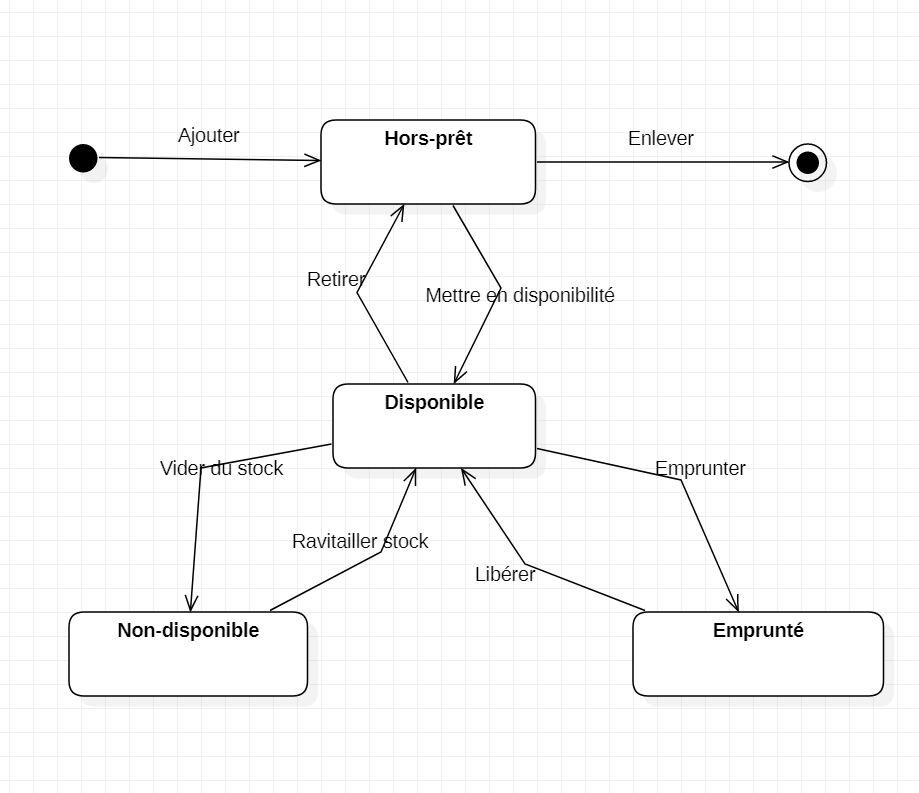 Ajouter
Hors-prêt
Enlever
Retirer
Mettre en disponibilité
Disponible
Vider du stock
Emprunter
Ravitailler stock
Libérer
Non-disponible
Emprunté